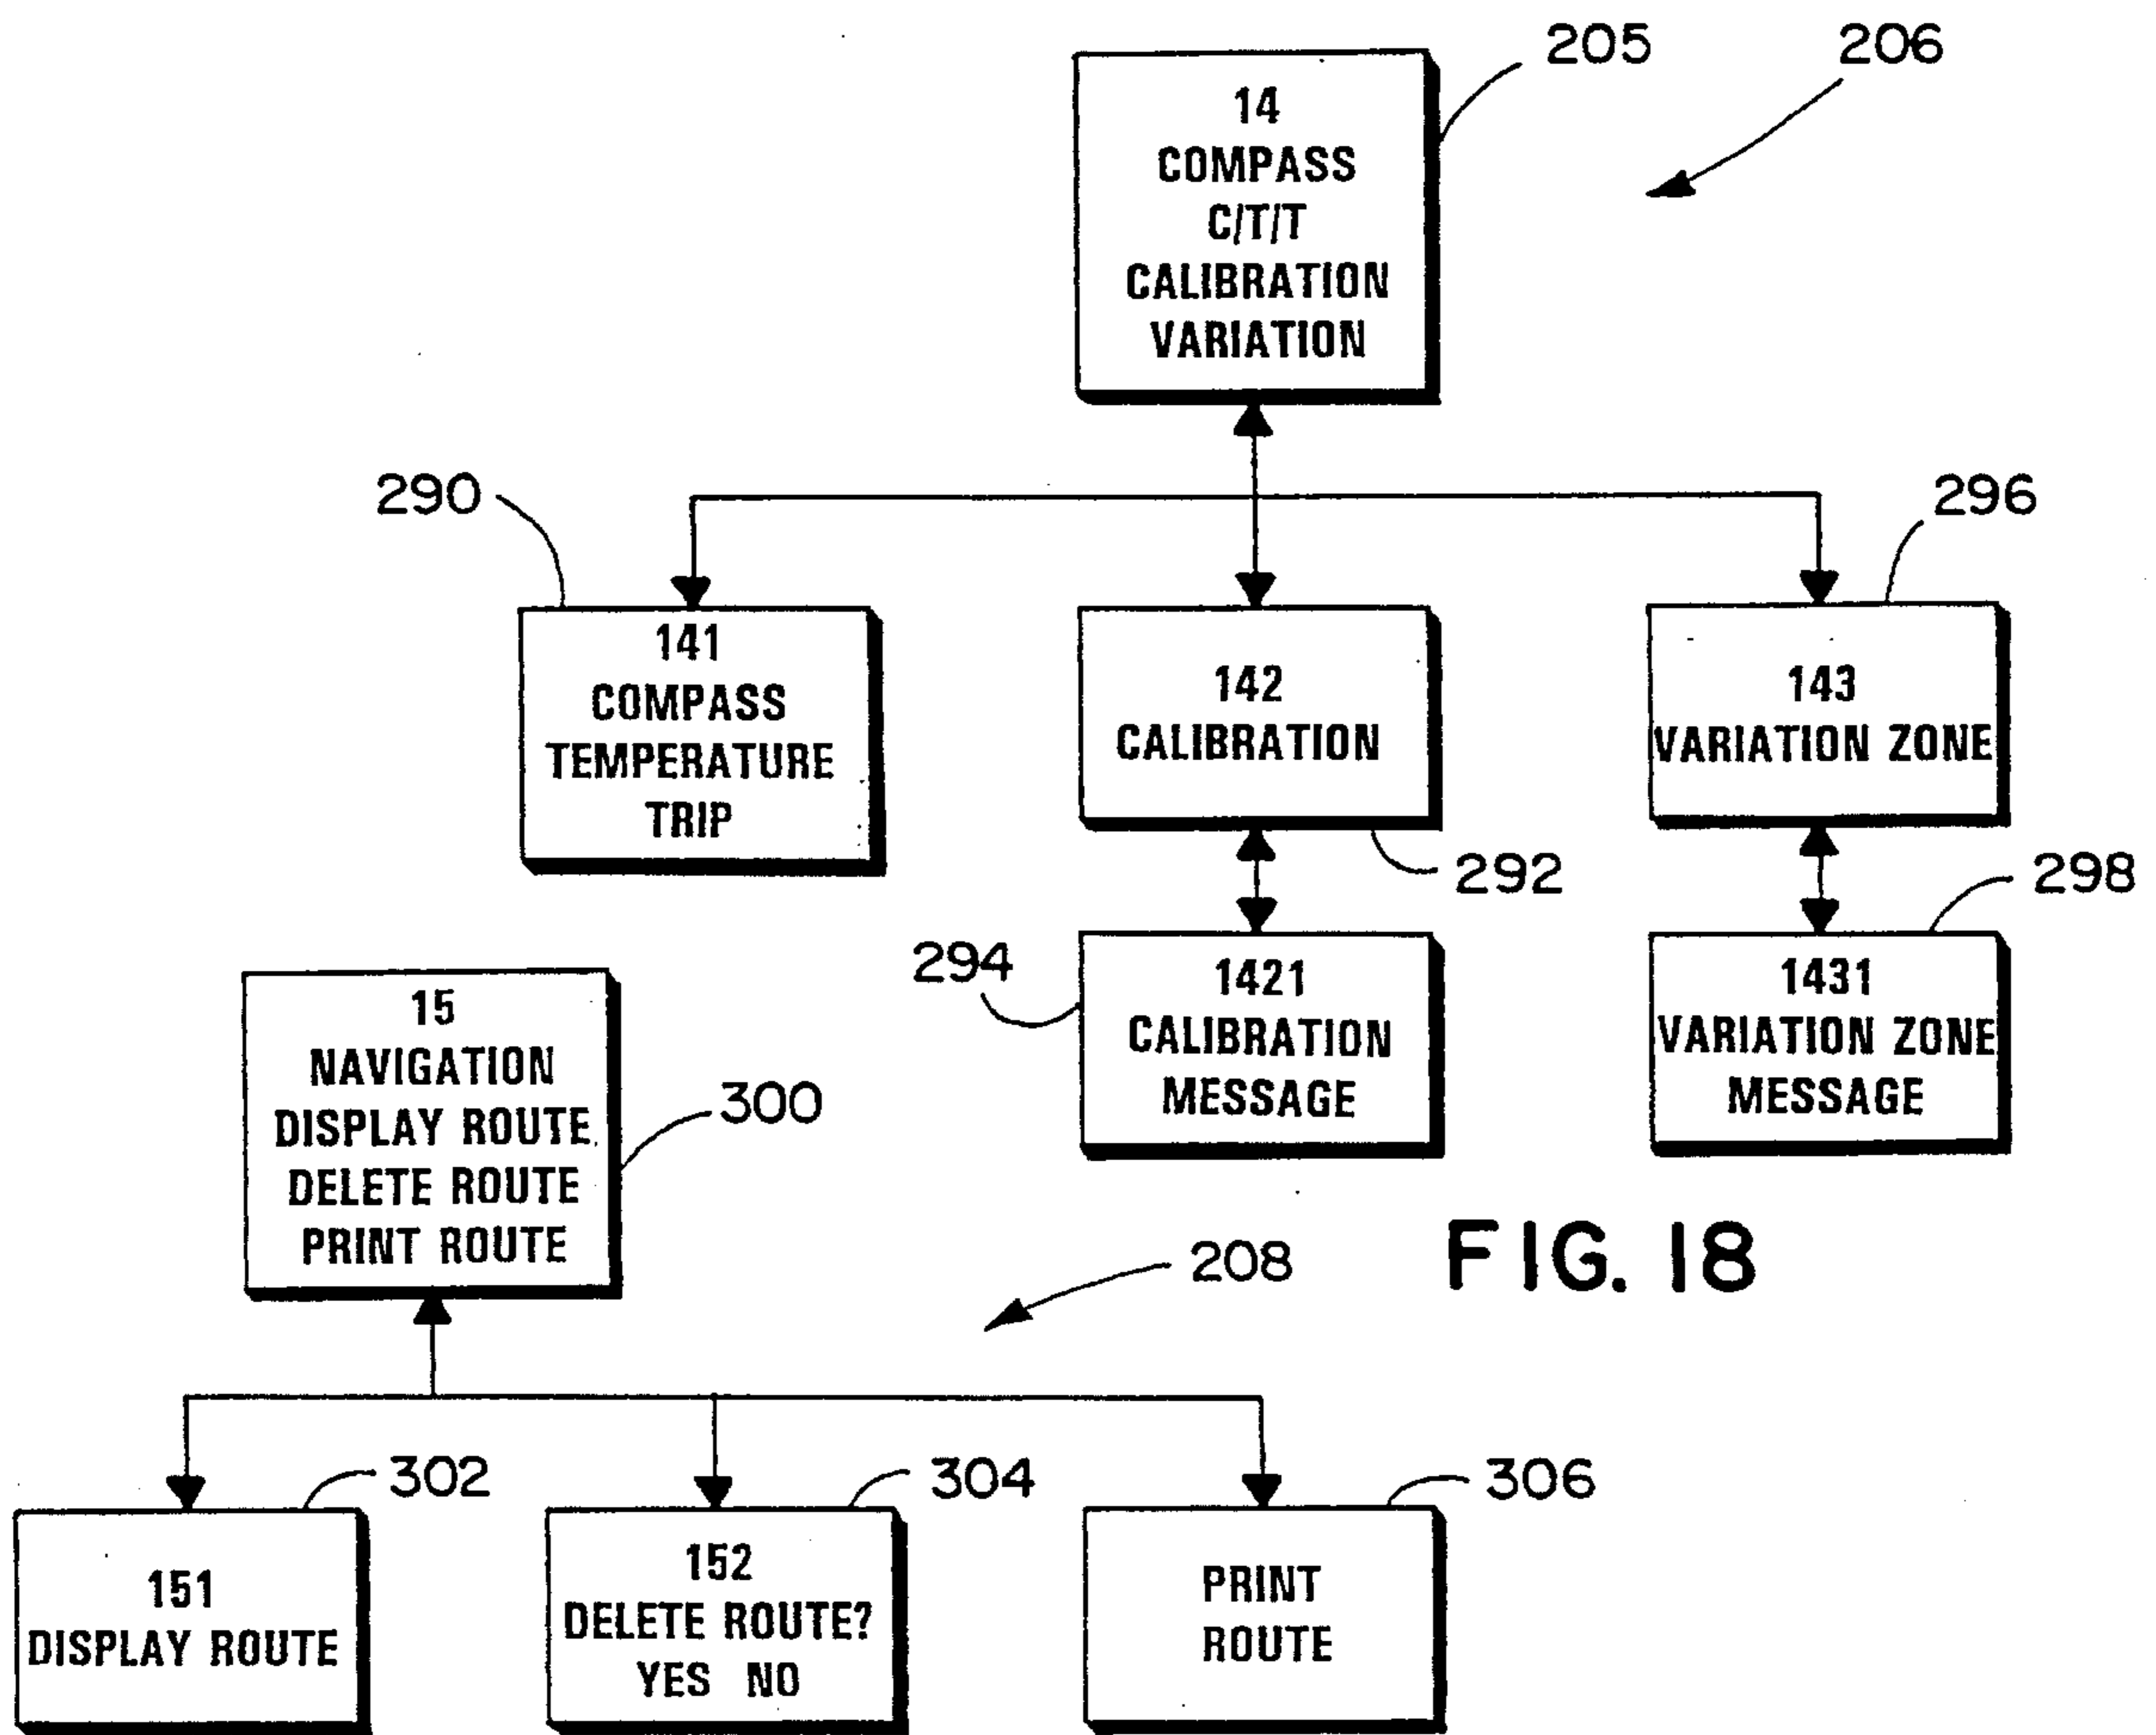 205
206
14
COMPASS
C/T/T
CALIBRATION
VARIATION
290
296
141
COMPASS
TEMPERATURE
TRIP
142
CALIBRATION
143
VARIATION ZONE
292
298
294
1421
CALIBRATION
MESSAGE
1431
VARIATION ZONE
MESSAGE
15
NAVIGATION
DISPLAY ROUTE
DELETE ROUTE
PRINT ROUTE
300
208
FIG. 18
302
304
306
151
DISPLAY ROUTE
152
DELETE ROUTE?
YES NO
PRINT
ROUTE